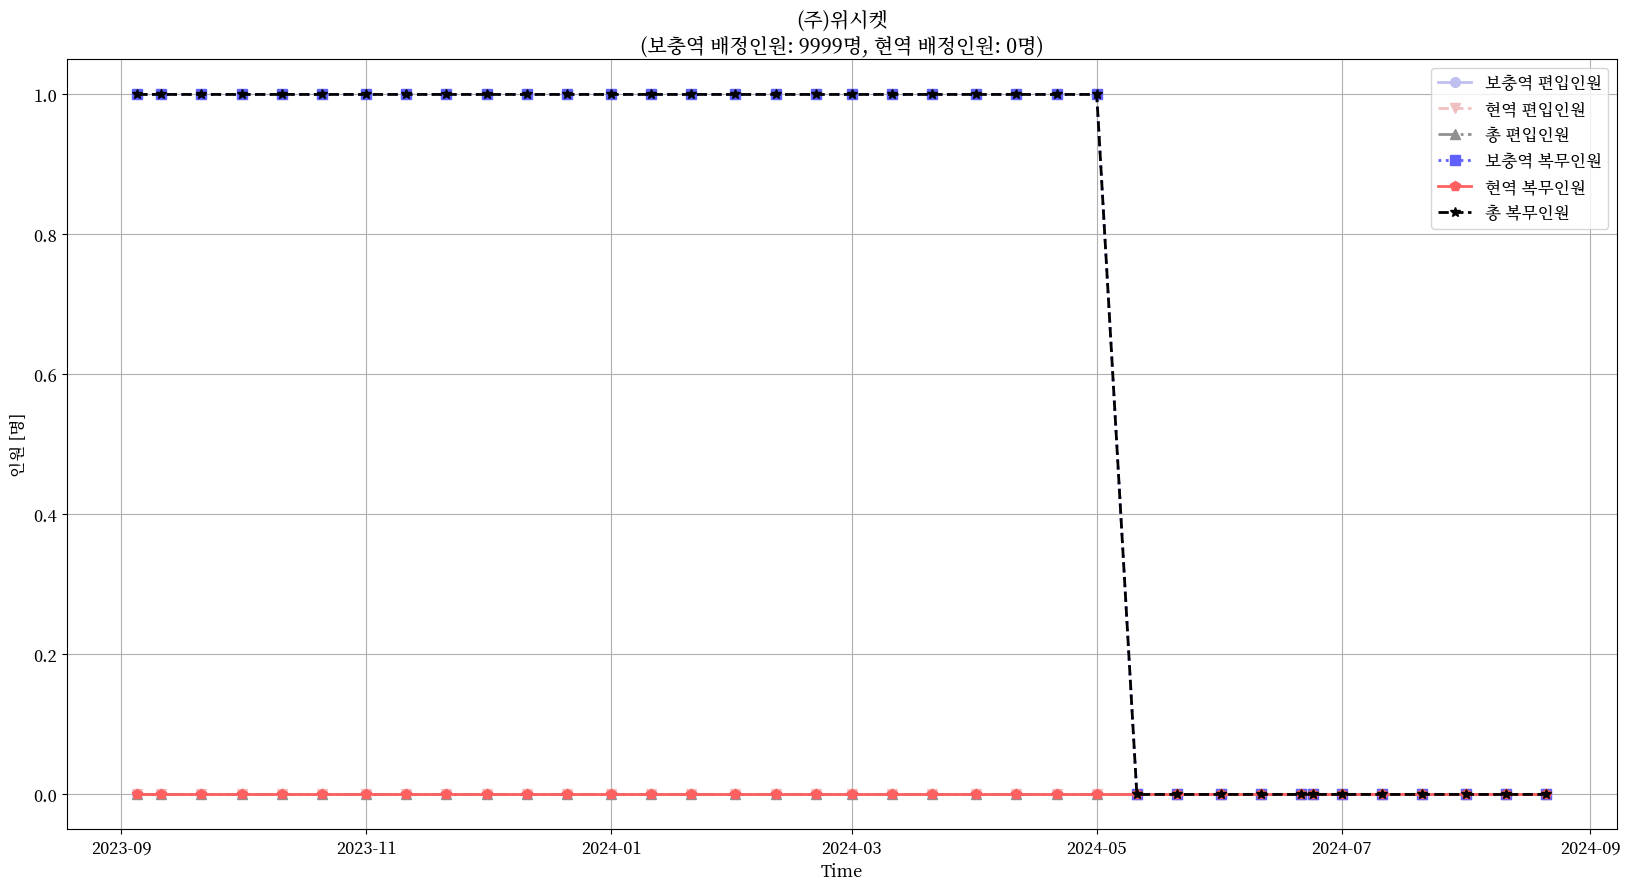 (주)위시켓
(보충역 배정인원: 9999명, 현역 배정인원: 0명)
보충역 편입인원
현역 편입인원
총 편입인원
보충역 복무인원
현역 복무인원
총 복무인원
인원 [명]
1.0
0.8
0.6
0.4
0.2
0.0
2023-09 2023-11 2024-01 2024-03 2024-05 2024-07 2024-09
Time